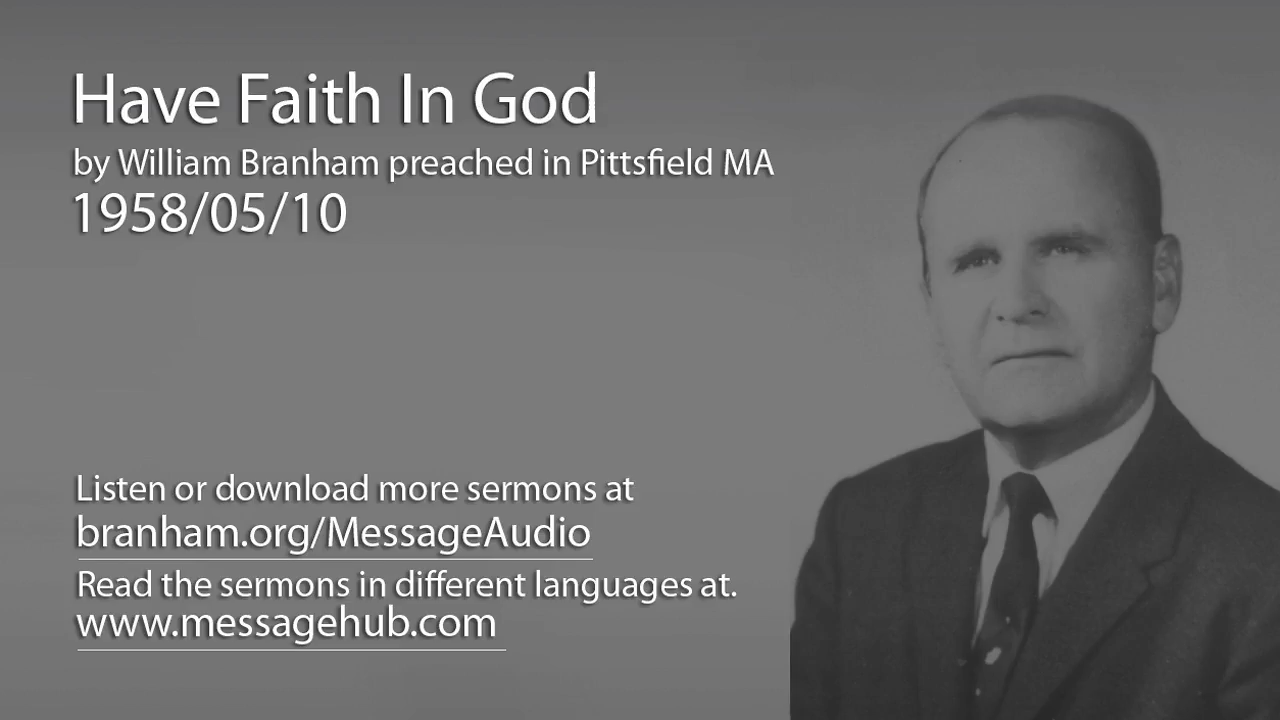 Have Faith In God
by William Branham preached in Pittsfield MA
1958/05/10
Listen or download more sermons at
branham.org/MessageAudio
Read the sermons in different languages at.
www.messagehub.com